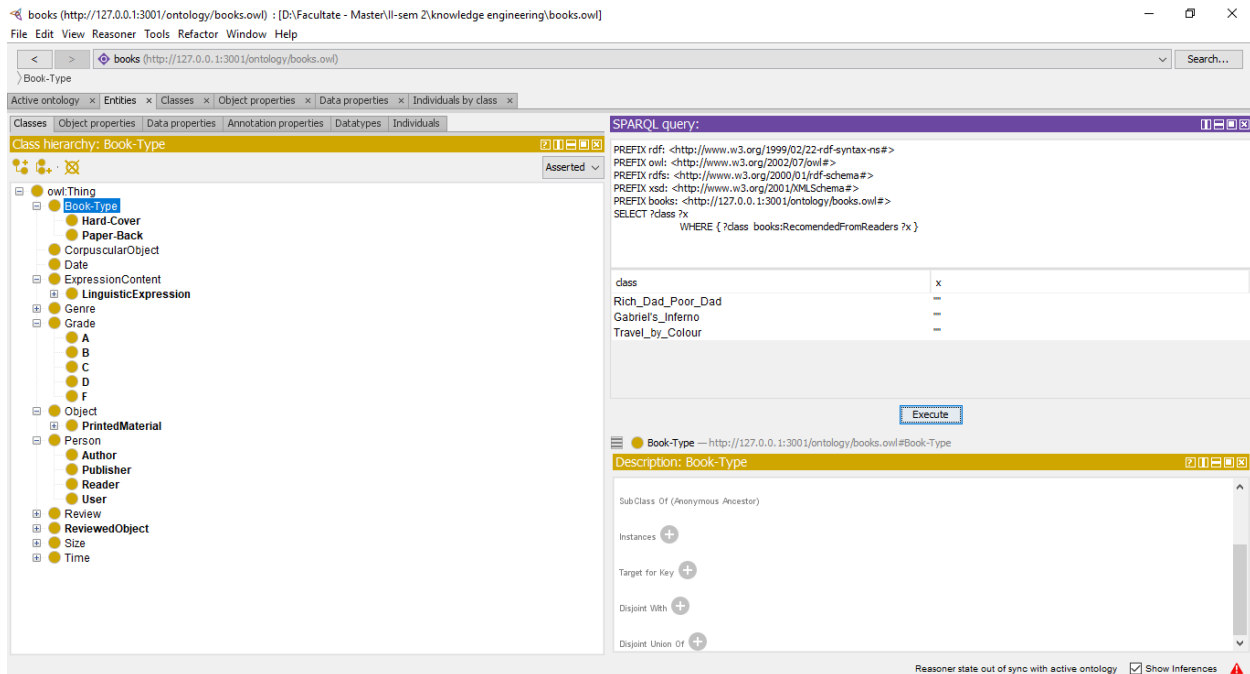 books (http://127.0.0.1:3001/ontology/books.owl) : [D:\Facultate - Master\II-sem 2\knowledge engineering\books.owl]
File Edit View Reasoner Tools Refactor Window Help
< > books (http://127.0.0.1:3001/ontology/books.owl) Search...
Book-Type
Active ontology × Entities × Classes × Object properties × Data properties × Individuals by class ×
Classes Object properties Data properties Annotation properties Datatypes Individuals
Class hierarchy: Book-Type
Asserted
owl:Thing
Book-Type
Hard-Cover
Paper-Back
CorpuscularObject
Date
ExpressionContent
LinguisticExpression
Genre
Grade
A
B
C
D
F
Object
PrintedMaterial
Person
Author
Publisher
Reader
User
Review
ReviewedObject
Size
Time
SPARQL query:
PREFIX rdf: <http://www.w3.org/1999/02/22-rdf-syntax-ns#>
PREFIX owl: <http://www.w3.org/2002/07/owl#>
PREFIX rdfs: <http://www.w3.org/2000/01/rdf-schema#>
PREFIX xsd: <http://www.w3.org/2001/XMLSchema#>
PREFIX books: <http://127.0.0.1:3001/ontology/books.owl#>
SELECT ?class ?x
WHERE { ?class books:RecomendedFromReaders ?x }
class x
Rich_Dad_Poor_Dad ""
Gabriel's_Inferno ""
Travel_by_Colour ""
Execute
Book-Type — http://127.0.0.1:3001/ontology/books.owl#Book-Type
Description: Book-Type
SubClass Of (Anonymous Ancestor)
Instances
Target for Key
Disjoint With
Disjoint Union Of
Reasoner state out of sync with active ontology Show Inferences